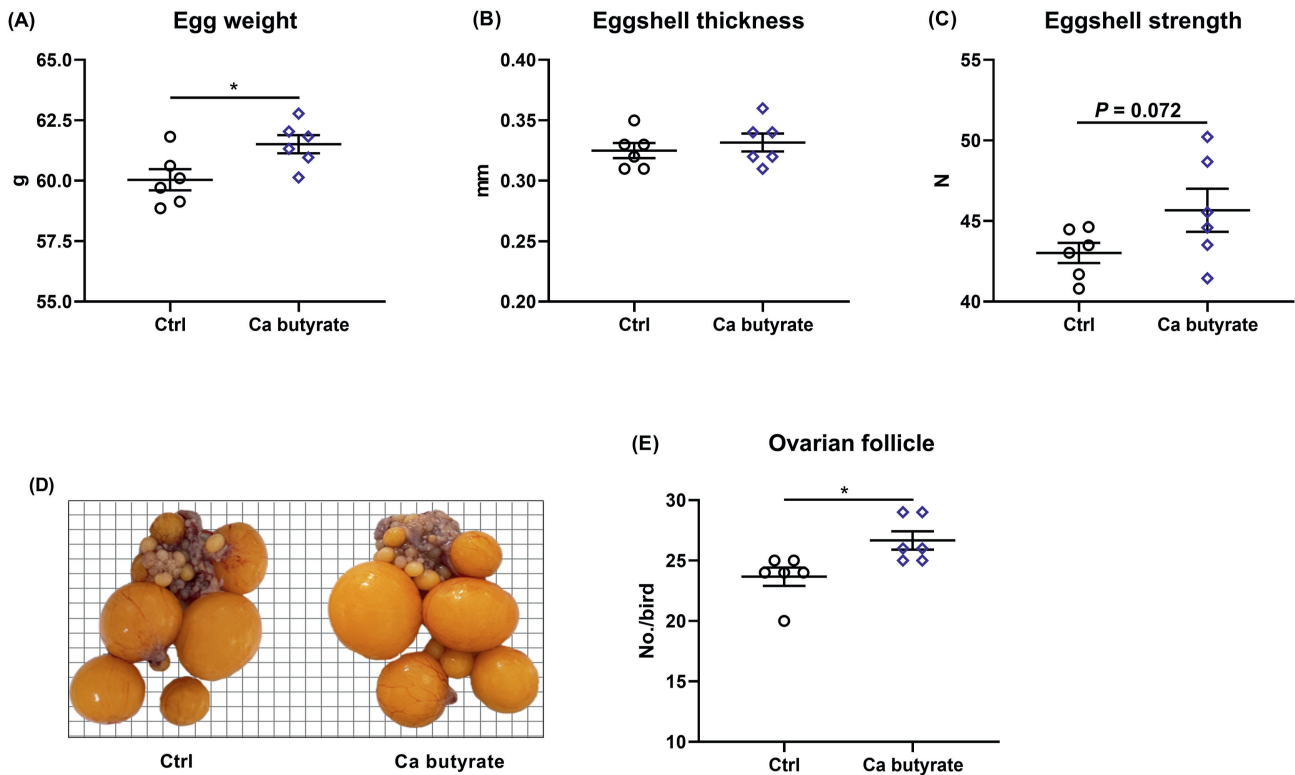 (A) Egg weight
65.0
*
62.5
60.0
g
57.5
55.0
Ctrl Ca butyrate
(B) Eggshell thickness
0.40
0.35
0.30
mm
0.25
0.20
Ctrl Ca butyrate
(C) Eggshell strength
55
P = 0.072
50
N
45
40
Ctrl Ca butyrate
(D)
Ctrl Ca butyrate
(E) Ovarian follicle
30
*
25
20
No./bird
15
10
Ctrl Ca butyrate